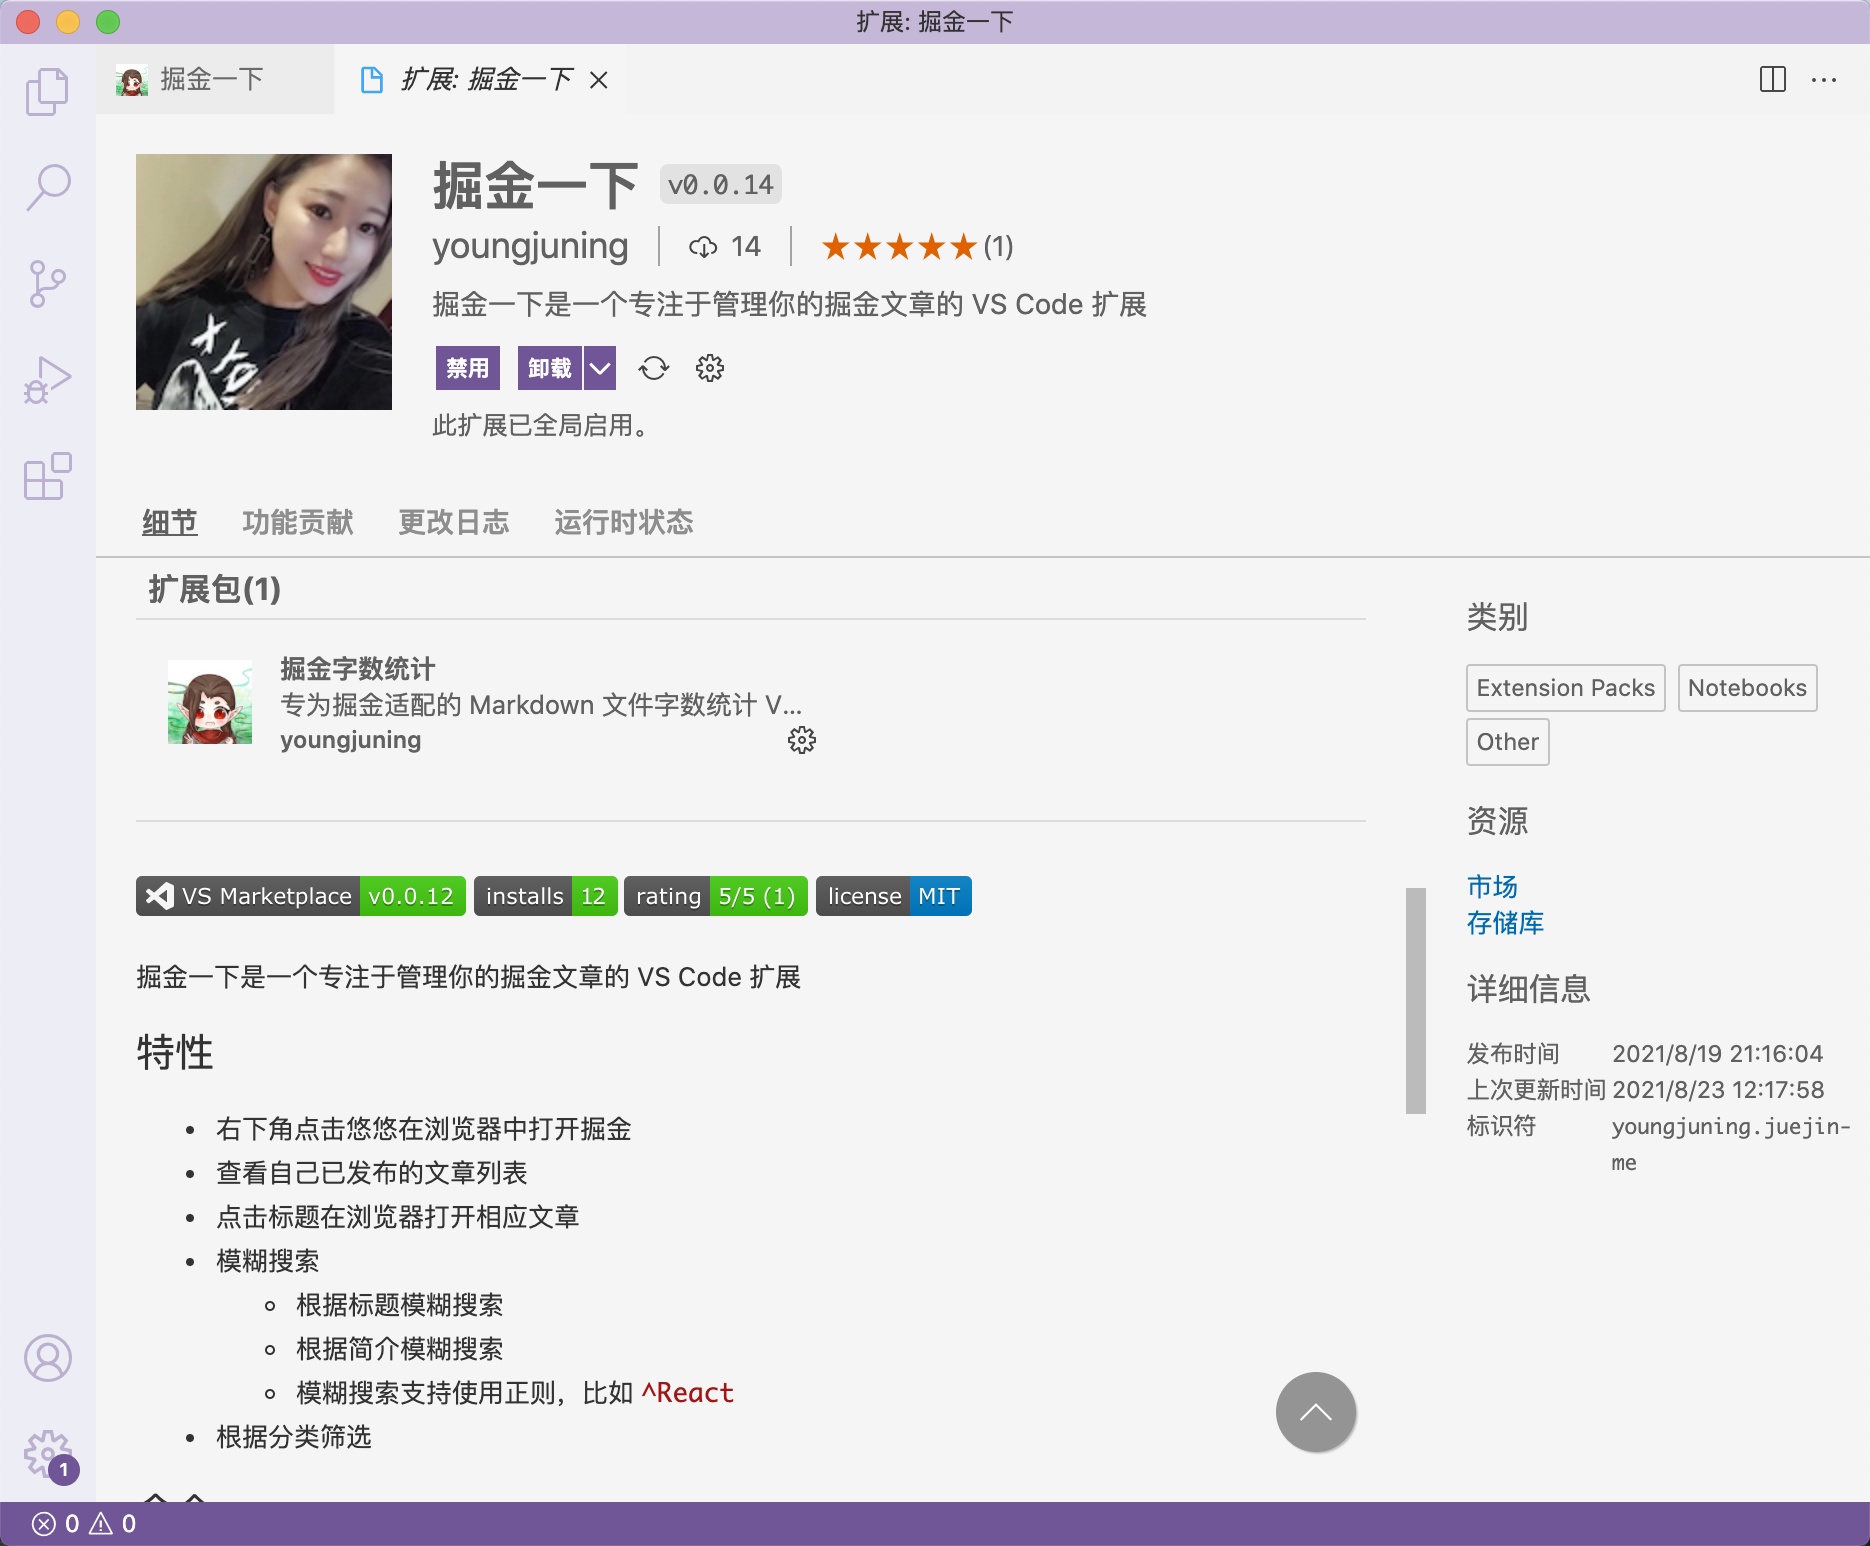 扩展: 掘金一下
掘金一下
扩展: 掘金一下
掘金一下 v0.0.14
youngjuning 14 ★★★★★(1)
掘金一下是一个专注于管理你的掘金文章的 VS Code 扩展
禁用 卸载
此扩展已全局启用。
细节 功能贡献 更改日志 运行时状态
扩展包(1)
掘金字数统计
专为掘金适配的 Markdown 文件字数统计 V...
youngjuning
VS Marketplace v0.0.12 installs 12 rating 5/5 (1) license MIT
掘金一下是一个专注于管理你的掘金文章的 VS Code 扩展
特性
• 右下角点击悠悠在浏览器中打开掘金
• 查看自己已发布的文章列表
• 点击标题在浏览器打开相应文章
• 模糊搜索
◦ 根据标题模糊搜索
◦ 根据简介模糊搜索
◦ 模糊搜索支持使用正则，比如 ^React
• 根据分类筛选
类别
Extension Packs Notebooks
Other
资源
市场
存储库
详细信息
发布时间 2021/8/19 21:16:04
上次更新时间 2021/8/23 12:17:58
标识符 youngjuning.juejin-
me
1
0 0